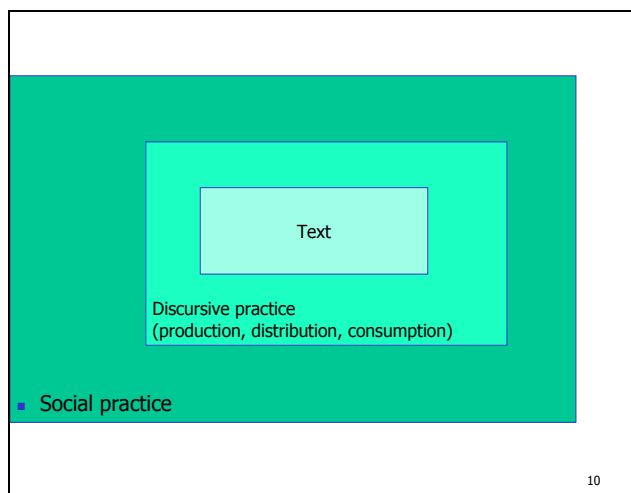 Text
Discursive practice
(production, distribution, consumption)
Social practice
10